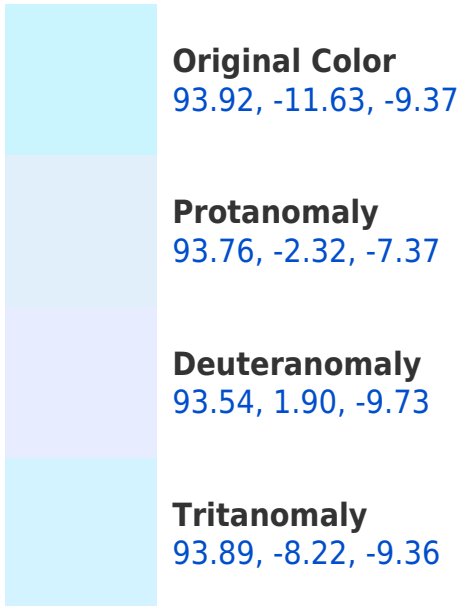 Original Color
93.92, -11.63, -9.37
Protanomaly
93.76, -2.32, -7.37
Deuteranomaly
93.54, 1.90, -9.73
Tritanomaly
93.89, -8.22, -9.36